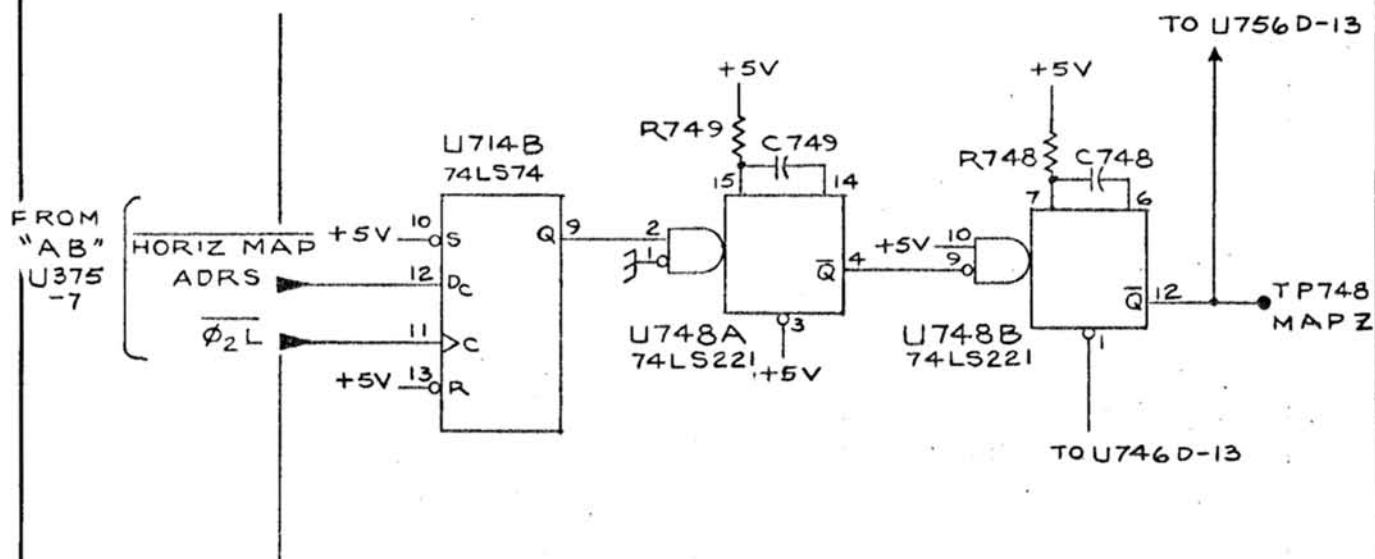 TO U756D-13
+5V
+5V
R749
C749
R748
C748
U714B
74LS74
15
14
7
6
FROM
"AB"
U375
-7
HORIZ MAP
ADRS
φ2L
+5V
10
S
Q
9
2
1
+5V
10
9
12
DC
Q
4
Q
12
TP748
MAP Z
11
C
U748A
74LS221
3
+5V
U748B
74LS221
1
+5V
13
R
TO U746D-13